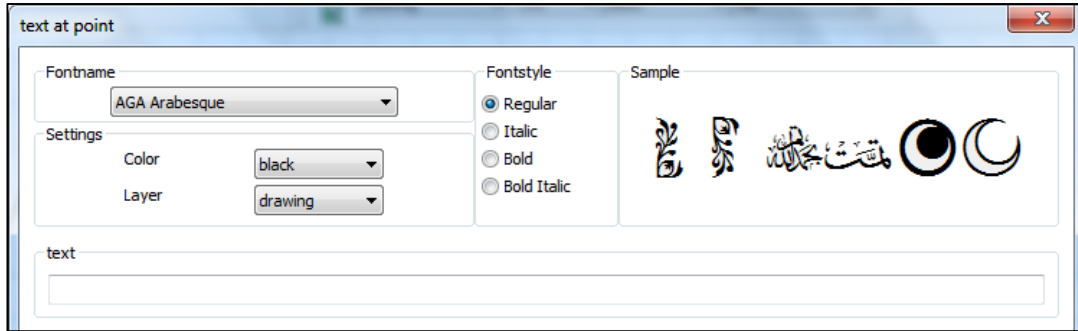 text at point
Fontname
AGA Arabesque
Settings
Color
black
Layer
drawing
Fontstyle
Regular
Italic
Bold
Bold Italic
Sample
text